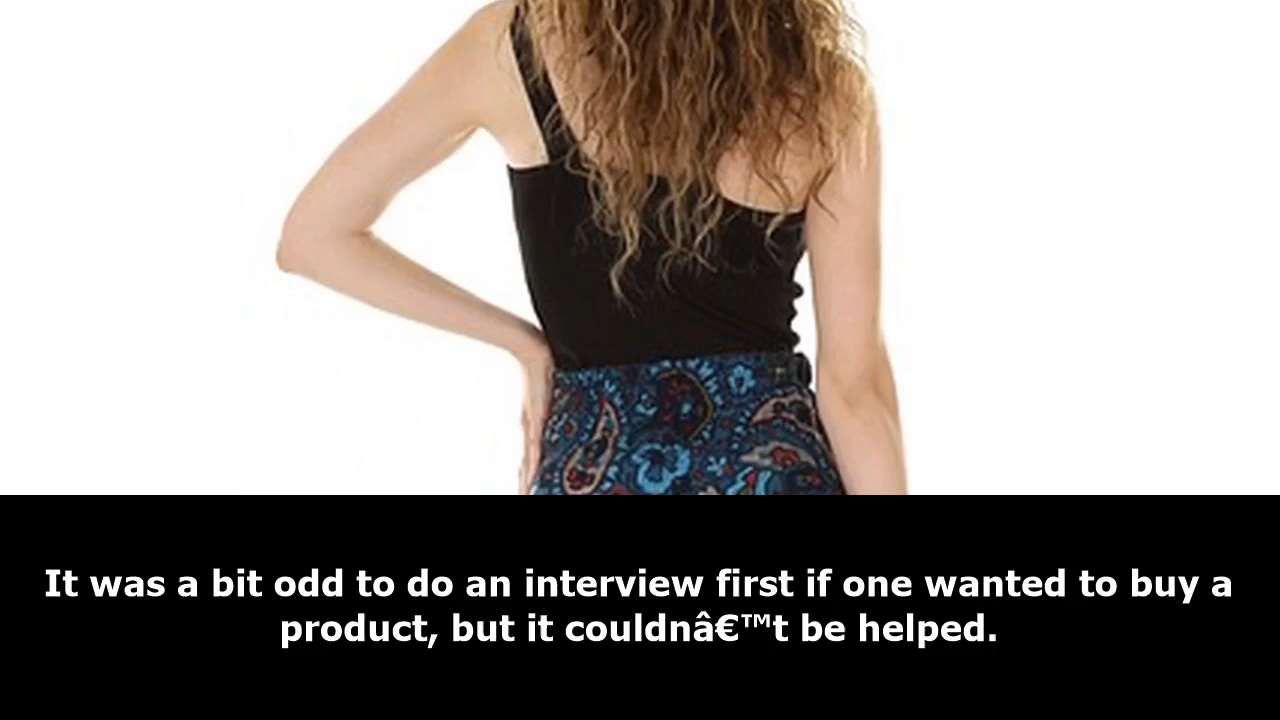 It was a bit odd to do an interview first if one wanted to buy a
product, but it couldnâ€™t be helped.